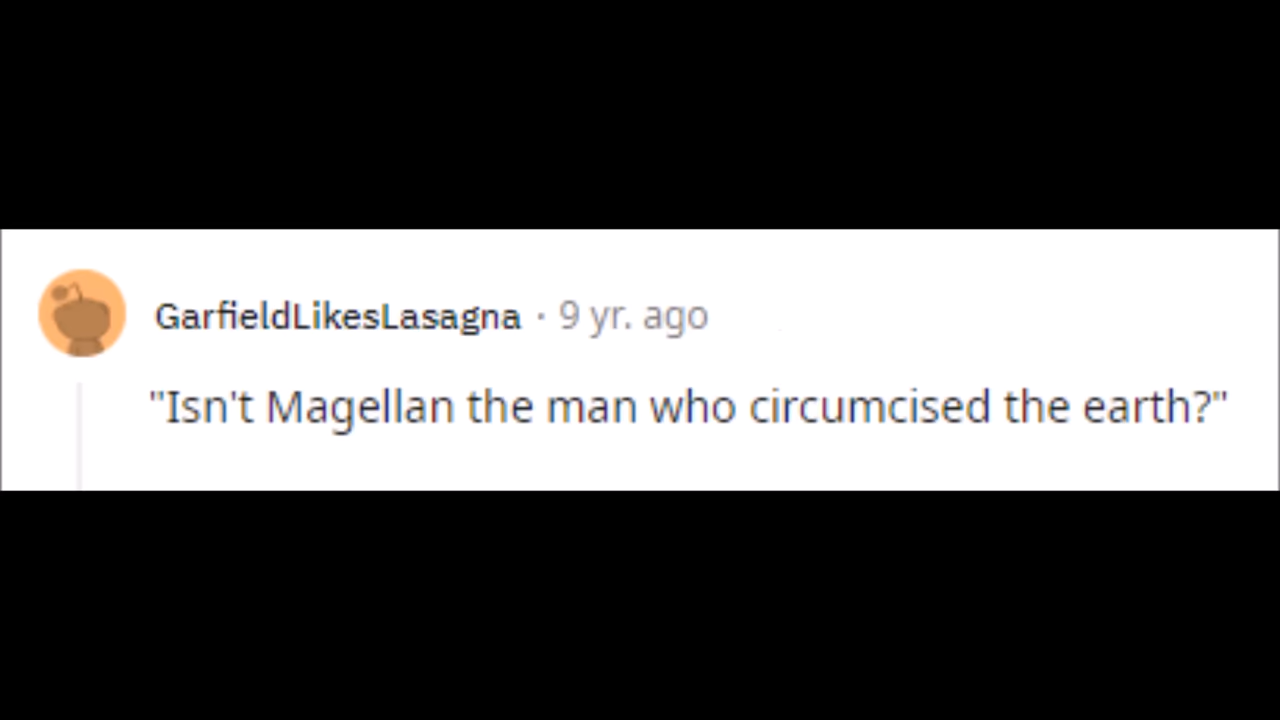 GarfieldLikesLasagna · 9 yr. ago
"Isn't Magellan the man who circumcised the earth?"